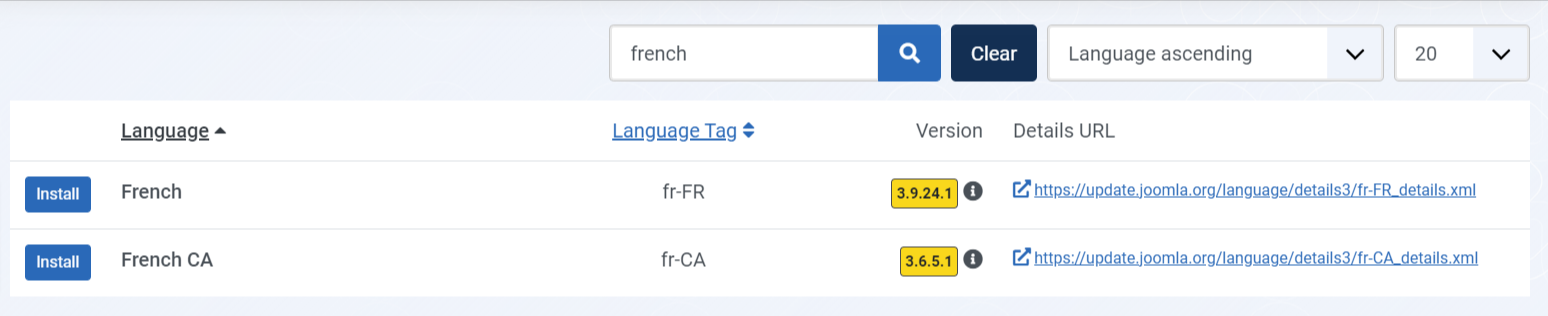 french Clear Language ascending 20
Language Language Tag Version Details URL
Install French fr-FR 3.9.24.1 https://update.joomla.org/language/details3/fr-FR_details.xml
Install French CA fr-CA 3.6.5.1 https://update.joomla.org/language/details3/fr-CA_details.xml